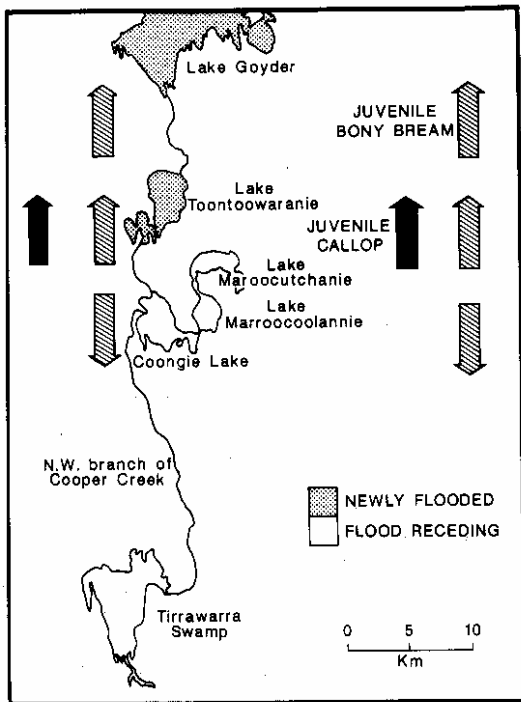 Lake Goyder
JUVENILE
BONY BREAM
Lake
Toontoowaranie
JUVENILE
CALLOP
Lake
Maroocutchanie
Lake
Marroocoolannie
Coongie Lake
N.W. branch of
Cooper Creek
NEWLY FLOODED
FLOOD RECEDING
Tirrawarra
Swamp
0 5 10
Km